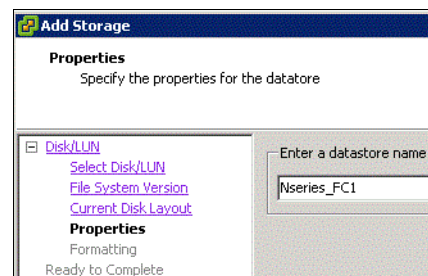 Add Storage
Properties
Specify the properties for the datatore
Disk/LUN
Select Disk/LUN
File System Version
Current Disk Layout
Properties
Formatting
Ready to Complete
Enter a datastore name
Nseries_FC1